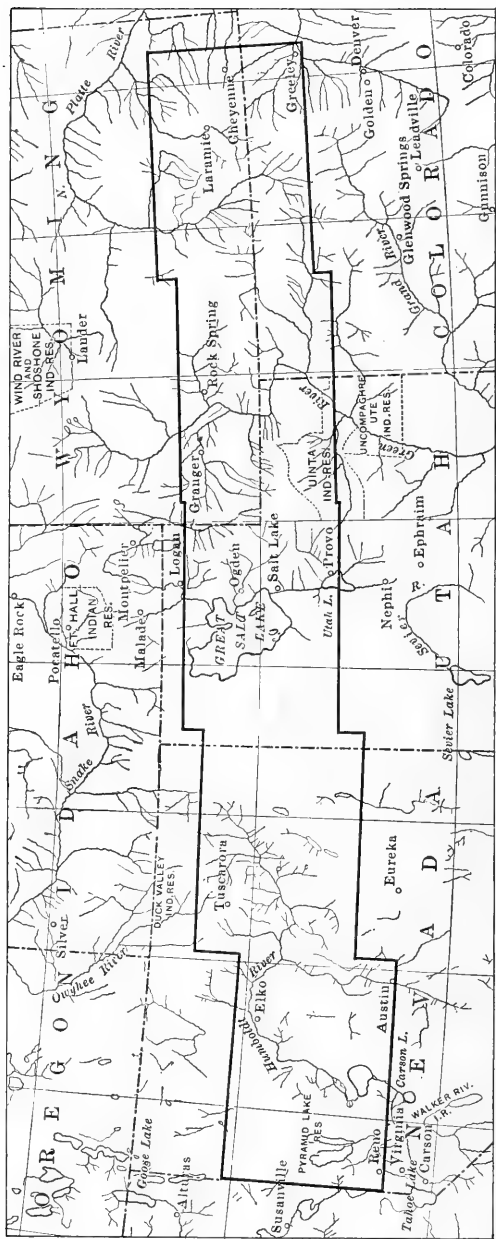 OREGON
IDAHO
WYOMING
NEVADA
UTAH
COLORADO
Goose Lake
Alturas
Susanville
PYRAMID LAKE
RES
Reno
Virginia
Carson
Tahoe Lake
Carson L.
WALKER RIV.
I.R.
Austin
Humboldt
River
Elko
Owyhee River
Silver
DUCK VALLEY
IND. RES.
Tuscarora
Eureka
Snake
River
Eagle Rock
Pocatello
FT. HALL
INDIAN
RES.
Montpelier
Malade
Logan
GREAT
SALT
LAKE
Ogden
Salt Lake
Utah L.
Provo
Nephi
Ephraim
Sevier
R.
Sevier Lake
WIND RIVER
AND
SHOSHONE
IND. RES.
Lauder
Granger
Rock Spring
UINTA
IND. RES.
Green
River
UNCOMPAGHRE
UTE
IND. RES.
N. Platte
River
Laramie
Cheyenne
Greeley
Denver
Golden
Grand
River
Glenwood Springs
Leadville
Gunnison
Colorado